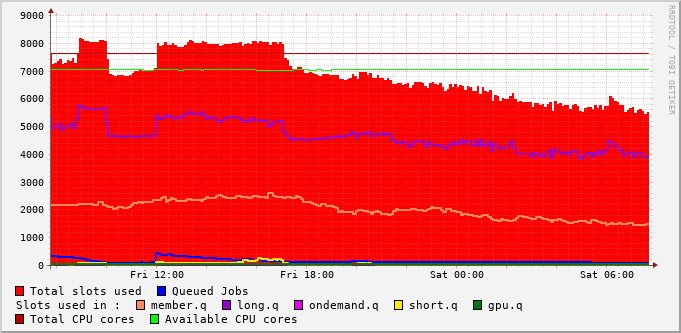 9000
8000
7000
6000
5000
4000
3000
2000
1000
0
Fri 12:00 Fri 18:00 Sat 00:00 Sat 06:00
RRDTOOL / TOBI OETIKER
Total slots used Queued Jobs
Slots used in : member.q long.q ondemand.q short.q gpu.q
Total CPU cores Available CPU cores